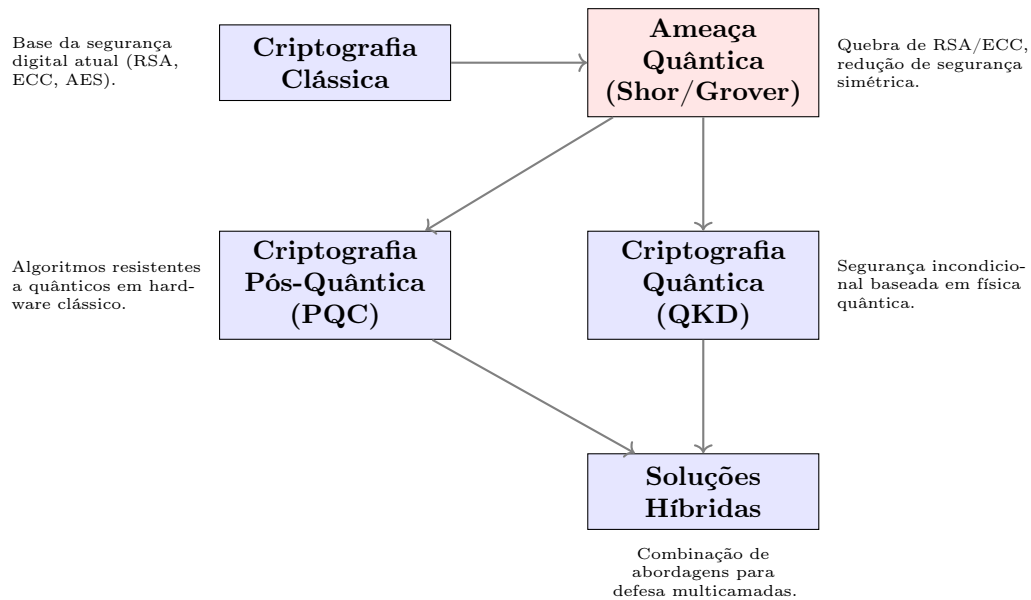 Base da segurança
digital atual (RSA,
ECC, AES).
Criptografia
Clássica
Ameaça
Quântica
(Shor/Grover)
Quebra de RSA/ECC,
redução de segurança
simétrica.
Algoritmos resistentes
a quânticos em hard-
ware clássico.
Criptografia
Pós-Quântica
(PQC)
Criptografia
Quântica
(QKD)
Segurança incondicio-
nal baseada em física
quântica.
Soluções
Híbridas
Combinação de
abordagens para
defesa multicamadas.